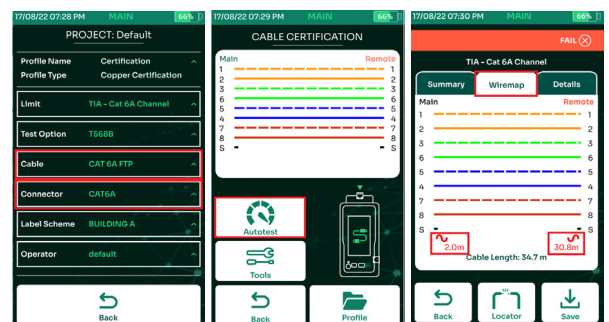 17/08/22 07:28 PM MAIN 66%
PROJECT: Default
Profile Name Certification
Profile Type Copper Certification
Limit TIA - Cat 6A Channel
Test Option T568B
Cable CAT 6A FTP
Connector CAT6A
Label Scheme BUILDING A
Operator default
Back
17/08/22 07:29 PM MAIN 66%
CABLE CERTIFICATION
Main Remote
1 1
2 2
3 3
6 6
5 5
4 4
7 7
8 8
S S
Autotest
Tools
Back Profile
17/08/22 07:30 PM MAIN 66%
FAIL
TIA - Cat 6A Channel
Summary Wiremap Details
Main Remote
1 1
2 2
3 3
6 6
5 5
4 4
7 7
8 8
S S
2.0m 30.8m
Cable Length: 34.7 m
Back Locator Save